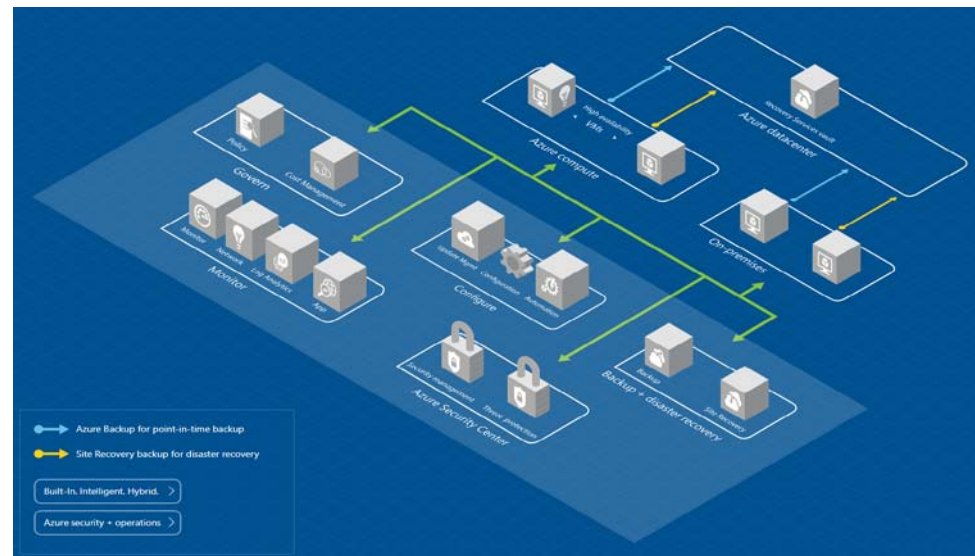 Recovery Services vault
Azure datacenter
High-availability
VMs
Azure compute
Policy
Cost Management
Govern
On-premises
Monitor
Network
Log Analytics
App
Monitor
Update Mgmt
Configuration
Automation
Configure
Backup
Site Recovery
Backup + disaster recovery
Security management
Threat protection
Azure Security Center
Azure Backup for point-in-time backup
Site Recovery backup for disaster recovery
Built-In. Intelligent. Hybrid.
Azure security + operations